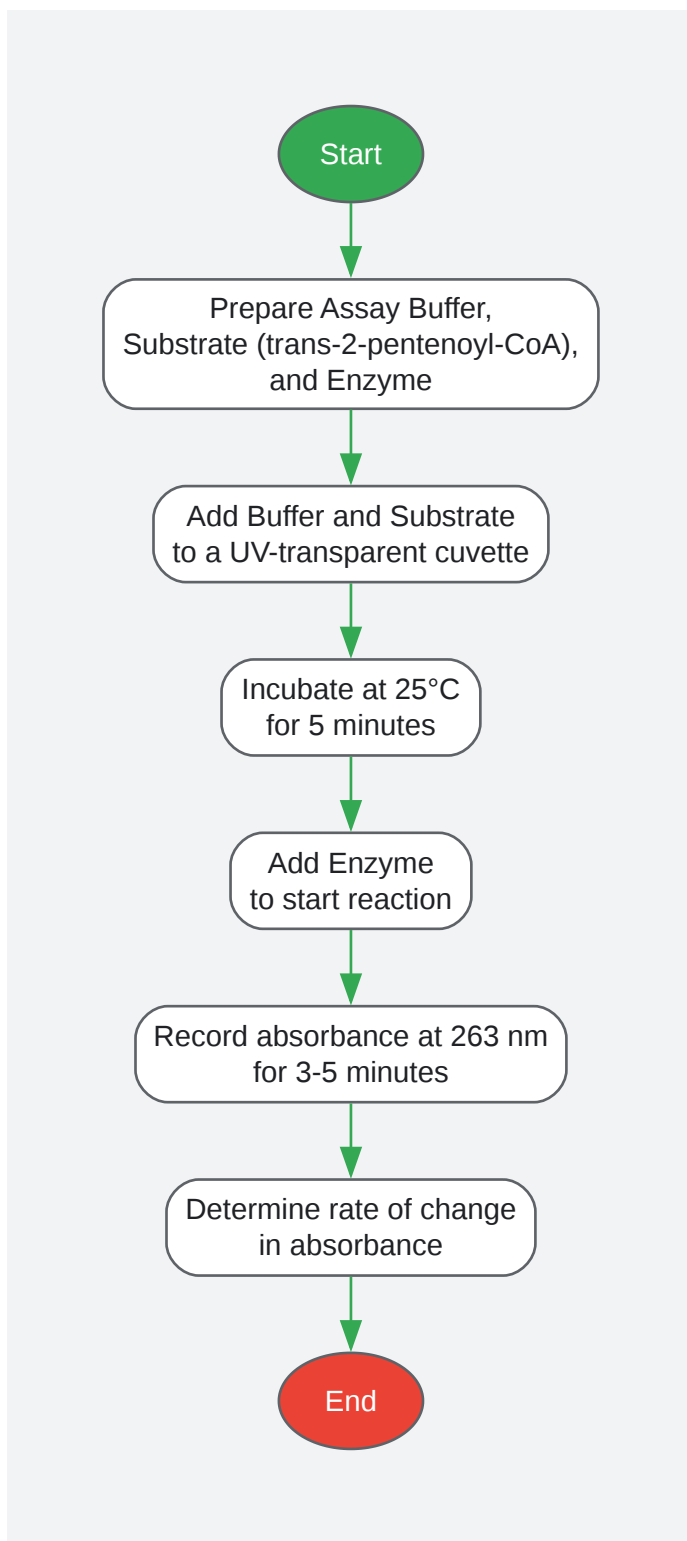 Start
Prepare Assay Buffer,
Substrate (trans-2-pentenoyl-CoA),
and Enzyme
Add Buffer and Substrate
to a UV-transparent cuvette
Incubate at 25°C
for 5 minutes
Add Enzyme
to start reaction
Record absorbance at 263 nm
for 3-5 minutes
Determine rate of change
in absorbance
End